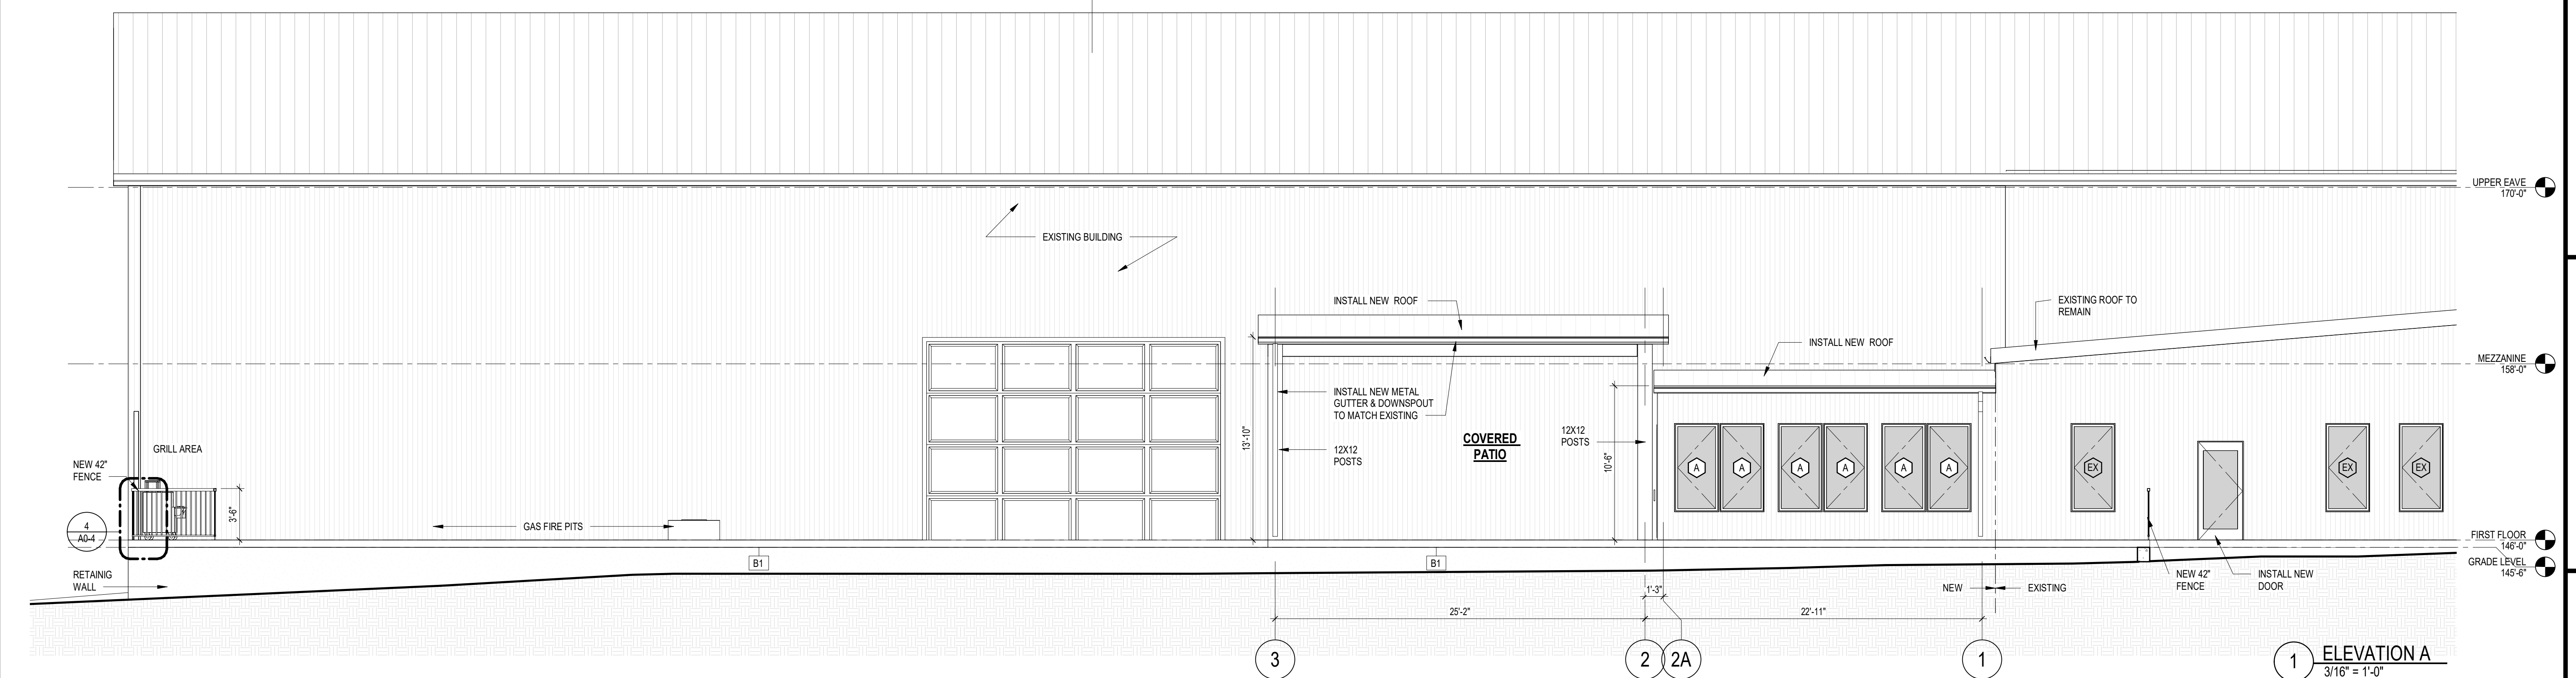 UPPER EAVE
170'-0"
EXISTING BUILDING
INSTALL NEW  ROOF
EXISTING ROOF TO
REMAIN
INSTALL NEW  ROOF
MEZZANINE
158'-0"
INSTALL NEW METAL
GUTTER & DOWNSPOUT
TO MATCH EXISTING
13'-10"
12X12
POSTS
COVERED
PATIO
12X12
POSTS
10'-6"
GRILL AREA
NEW 42"
FENCE
A
A
A
A
A
A
EX
EX
EX
3'-6"
4
A0-4
GAS FIRE PITS
FIRST FLOOR
146'-0"
GRADE LEVEL
145'-6"
B1
B1
RETAINIG
WALL
NEW 42"
FENCE
INSTALL NEW
DOOR
NEW
EXISTING
1'-3"
25'-2"
22'-11"
3
2
2A
1
1
ELEVATION A
3/16" = 1'-0"